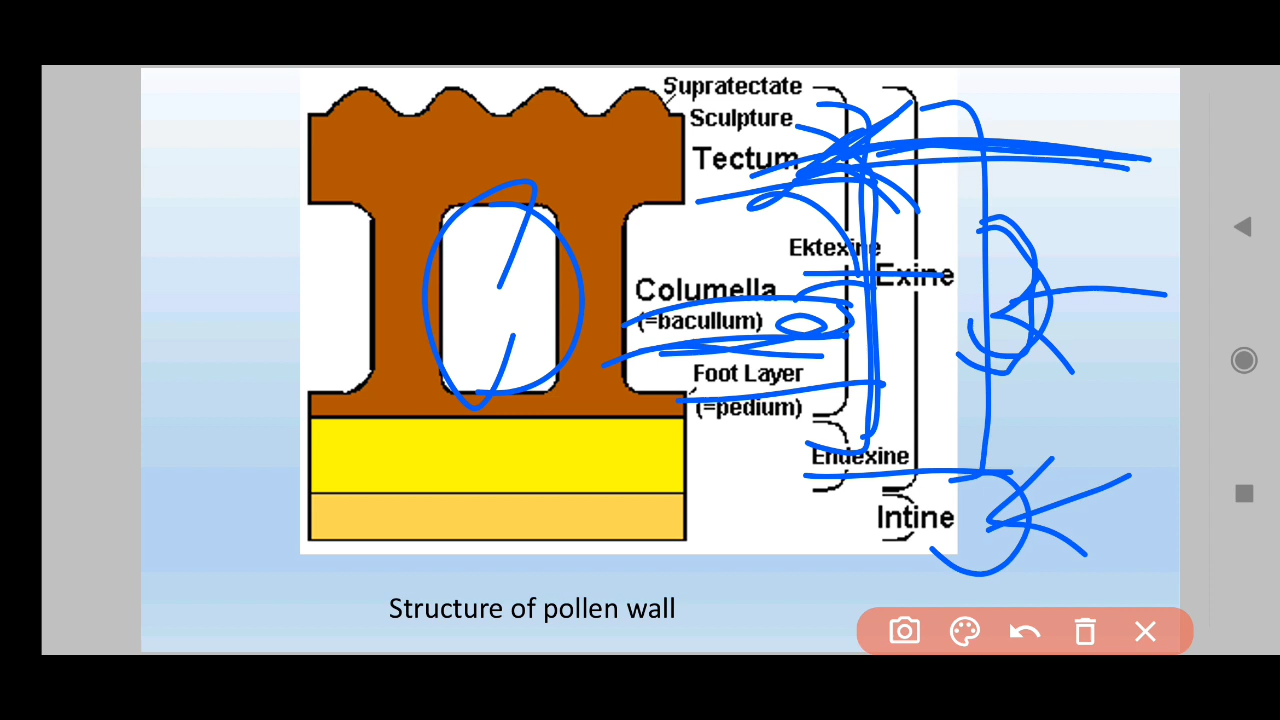 Supratectate
Sculpture
Tectum
Ektexine
Exine
Columella
(=bacullum)
Foot Layer
(=pedium)
Endexine
Intine
Structure of pollen wall